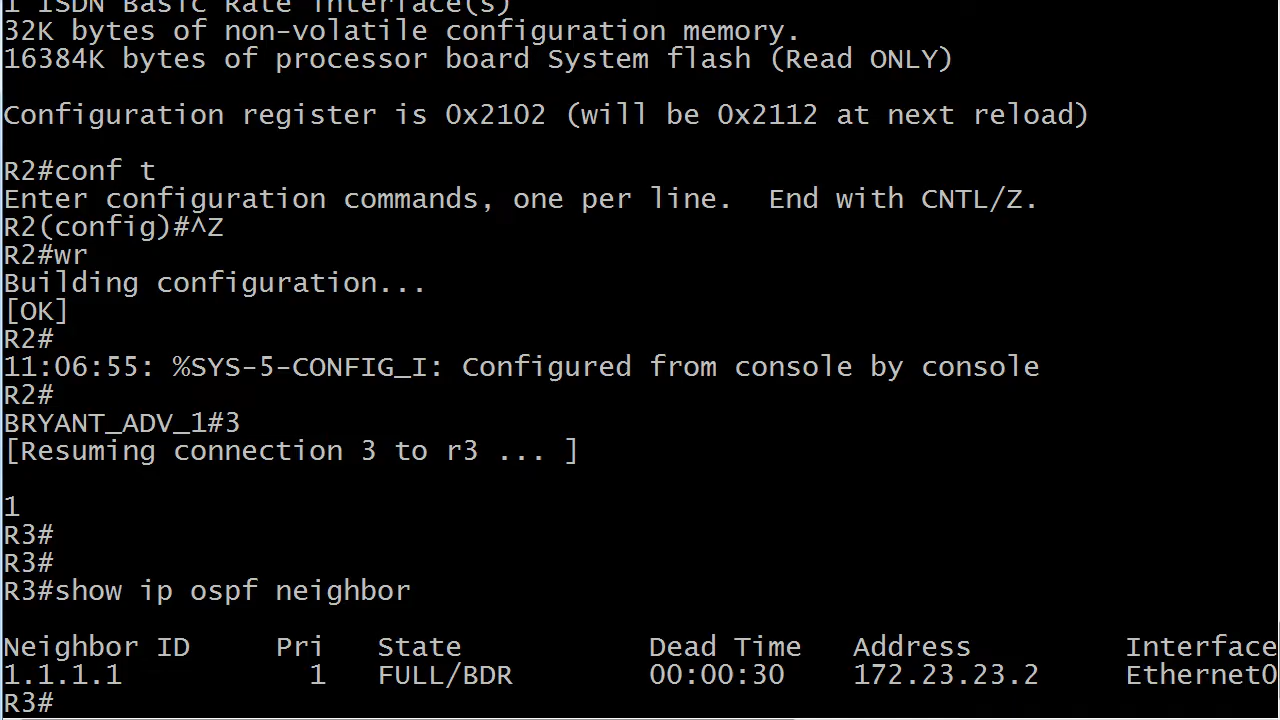 1 ISDN Basic Rate interface(s)
32K bytes of non-volatile configuration memory.
16384K bytes of processor board System flash (Read ONLY)
Configuration register is 0x2102 (will be 0x2112 at next reload)
R2#conf t
Enter configuration commands, one per line.  End with CNTL/Z.
R2(config)#^Z
R2#wr
Building configuration...
[OK]
R2#
11:06:55: %SYS-5-CONFIG_I: Configured from console by console
R2#
BRYANT_ADV_1#3
[Resuming connection 3 to r3 ... ]
1
R3#
R3#
R3#show ip ospf neighbor
Neighbor ID     Pri   State           Dead Time   Address         Interface
1.1.1.1           1   FULL/BDR        00:00:30    172.23.23.2     Ethernet0
R3#